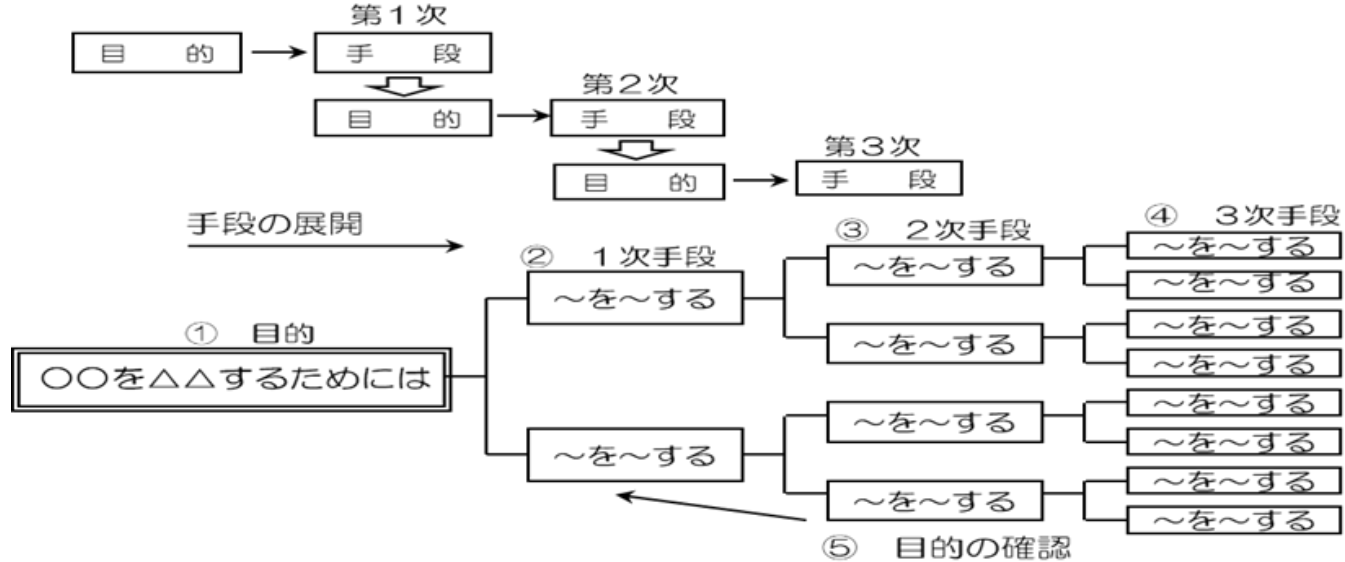 第１次
目　的
手　段
第２次
目　的
手　段
第３次
目　的
手　段
手段の展開
④　３次手段
③　２次手段
～を～する
②　１次手段
～を～する
～を～する
～を～する
～を～する
①　目的
～を～する
～を～する
○○を△△するためには
～を～する
～を～する
～を～する
～を～する
～を～する
～を～する
～を～する
～を～する
⑤　目的の確認